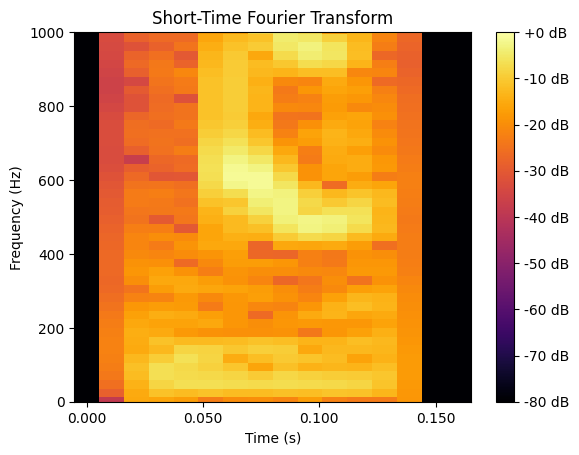 Short-Time Fourier Transform
1000
800
600
400
200
0
Frequency (Hz)
0.000
0.050
0.100
0.150
Time (s)
+0 dB
-10 dB
-20 dB
-30 dB
-40 dB
-50 dB
-60 dB
-70 dB
-80 dB